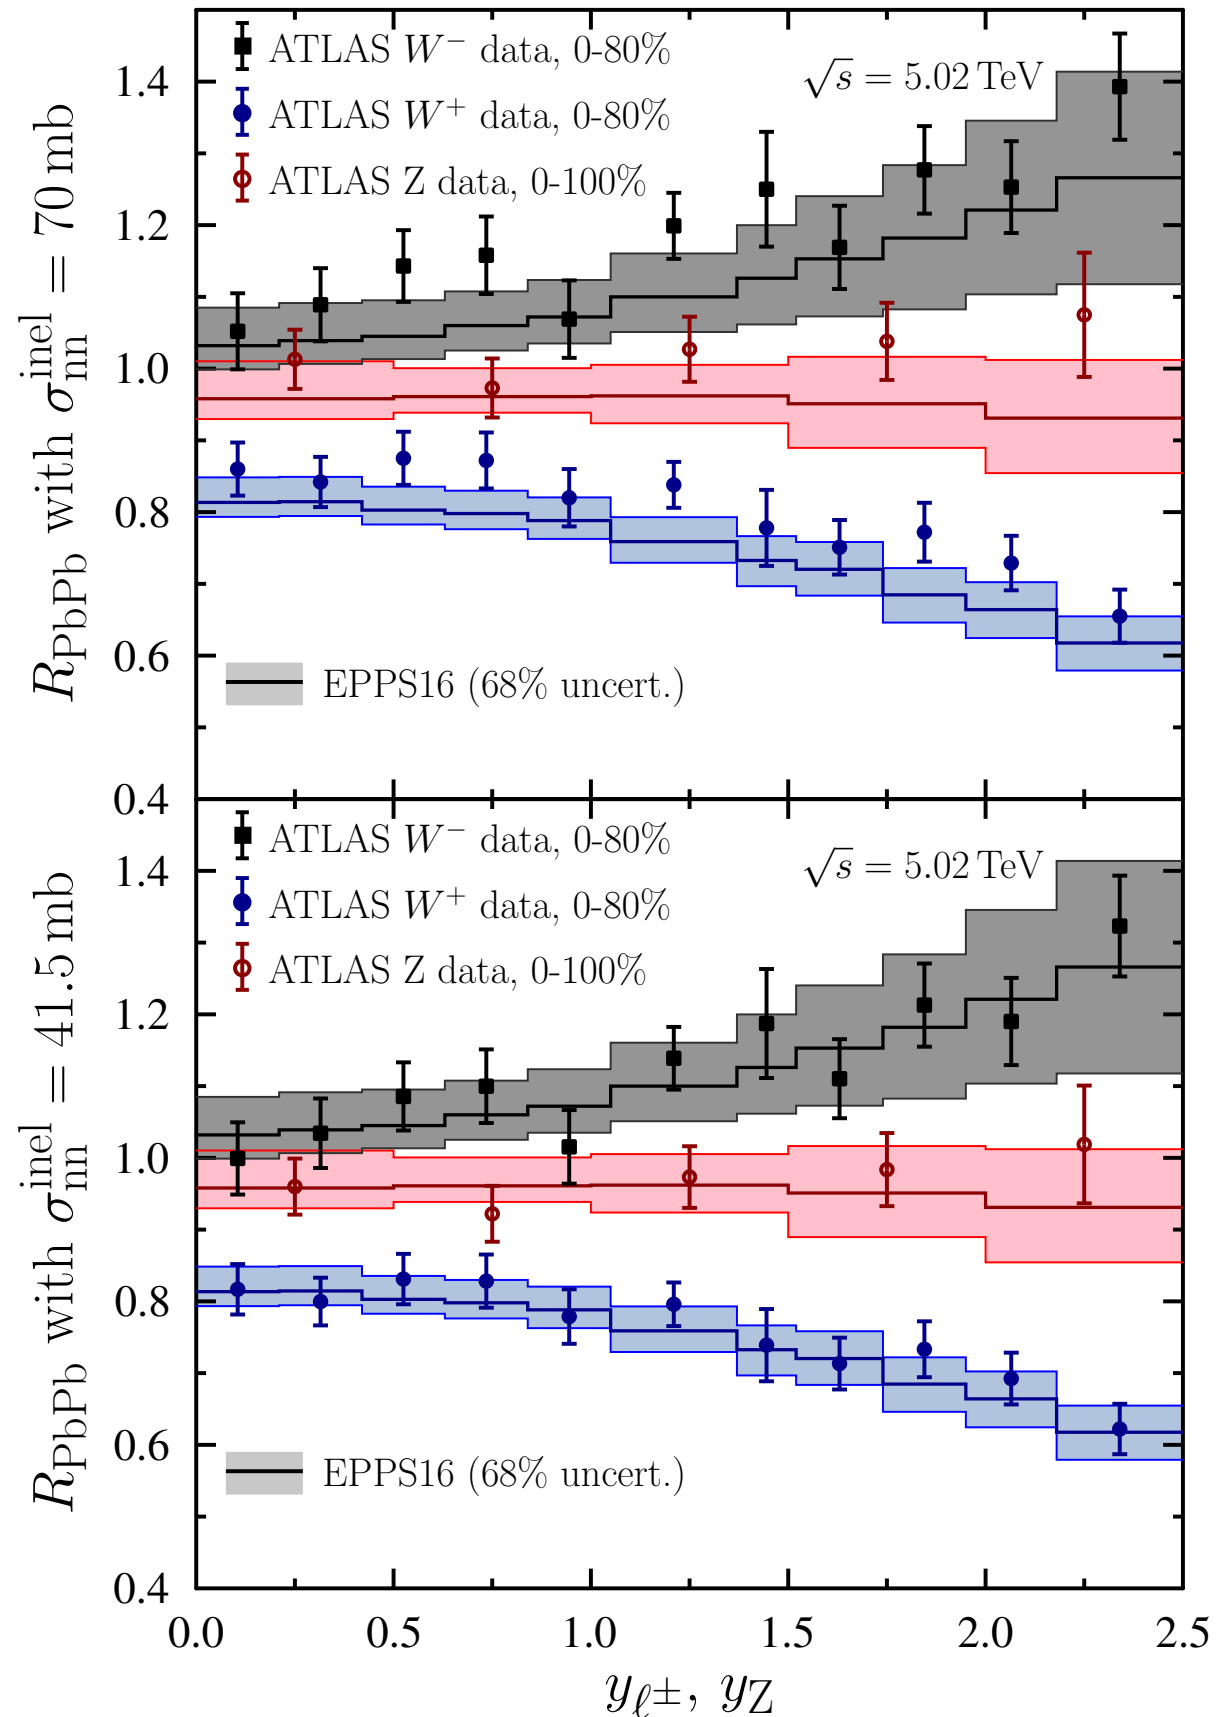 R_PbPb with σ_nn^inel = 70 mb
1.4
1.2
1.0
0.8
0.6
0.4
ATLAS W⁻ data, 0-80%
ATLAS W⁺ data, 0-80%
ATLAS Z data, 0-100%
√s = 5.02 TeV
EPPS16 (68% uncert.)
R_PbPb with σ_nn^inel = 41.5 mb
1.4
1.2
1.0
0.8
0.6
0.4
ATLAS W⁻ data, 0-80%
ATLAS W⁺ data, 0-80%
ATLAS Z data, 0-100%
√s = 5.02 TeV
EPPS16 (68% uncert.)
0.0 0.5 1.0 1.5 2.0 2.5
y_ℓ±, y_Z